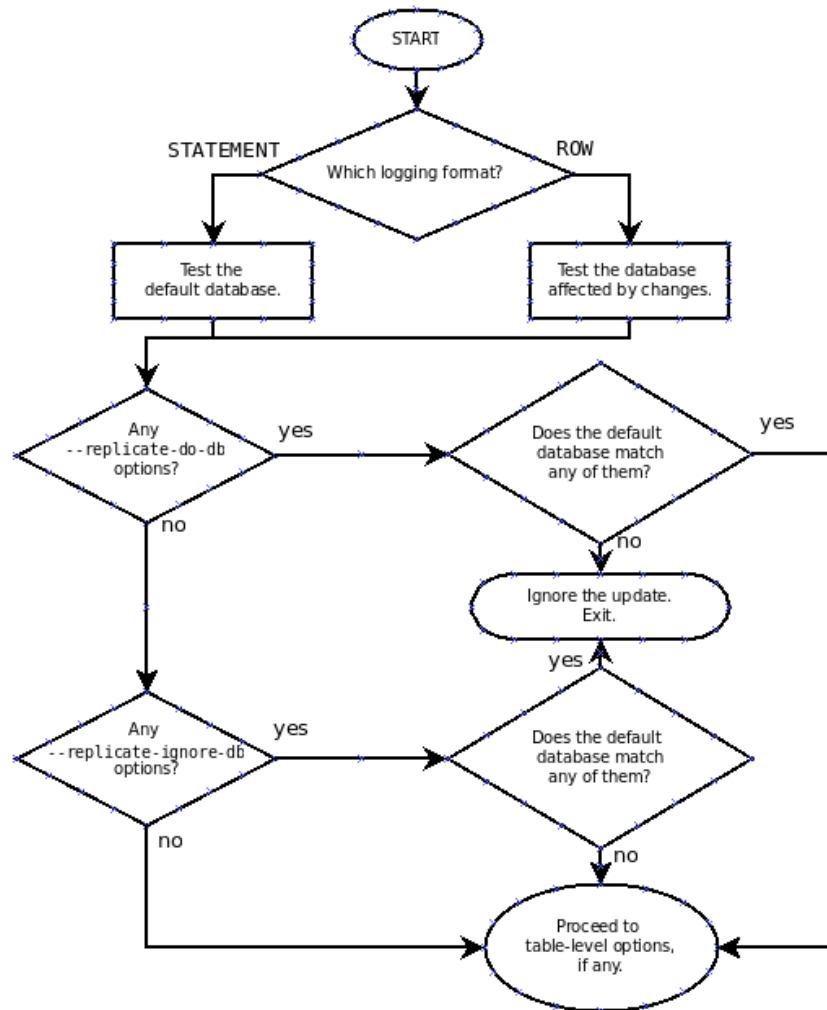 START
Which logging format?
STATEMENT
ROW
Test the
default database.
Test the database
affected by changes.
Any
--replicate-do-db
options?
yes
no
Does the default
database match
any of them?
yes
no
Ignore the update.
Exit.
Any
--replicate-ignore-db
options?
yes
no
yes
Does the default
database match
any of them?
no
Proceed to
table-level options,
if any.